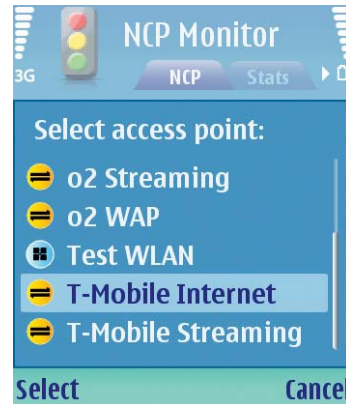 NCP Monitor
3G
NCP Stats
Select access point:
o2 Streaming
o2 WAP
Test WLAN
T-Mobile Internet
T-Mobile Streaming
Select Cancel